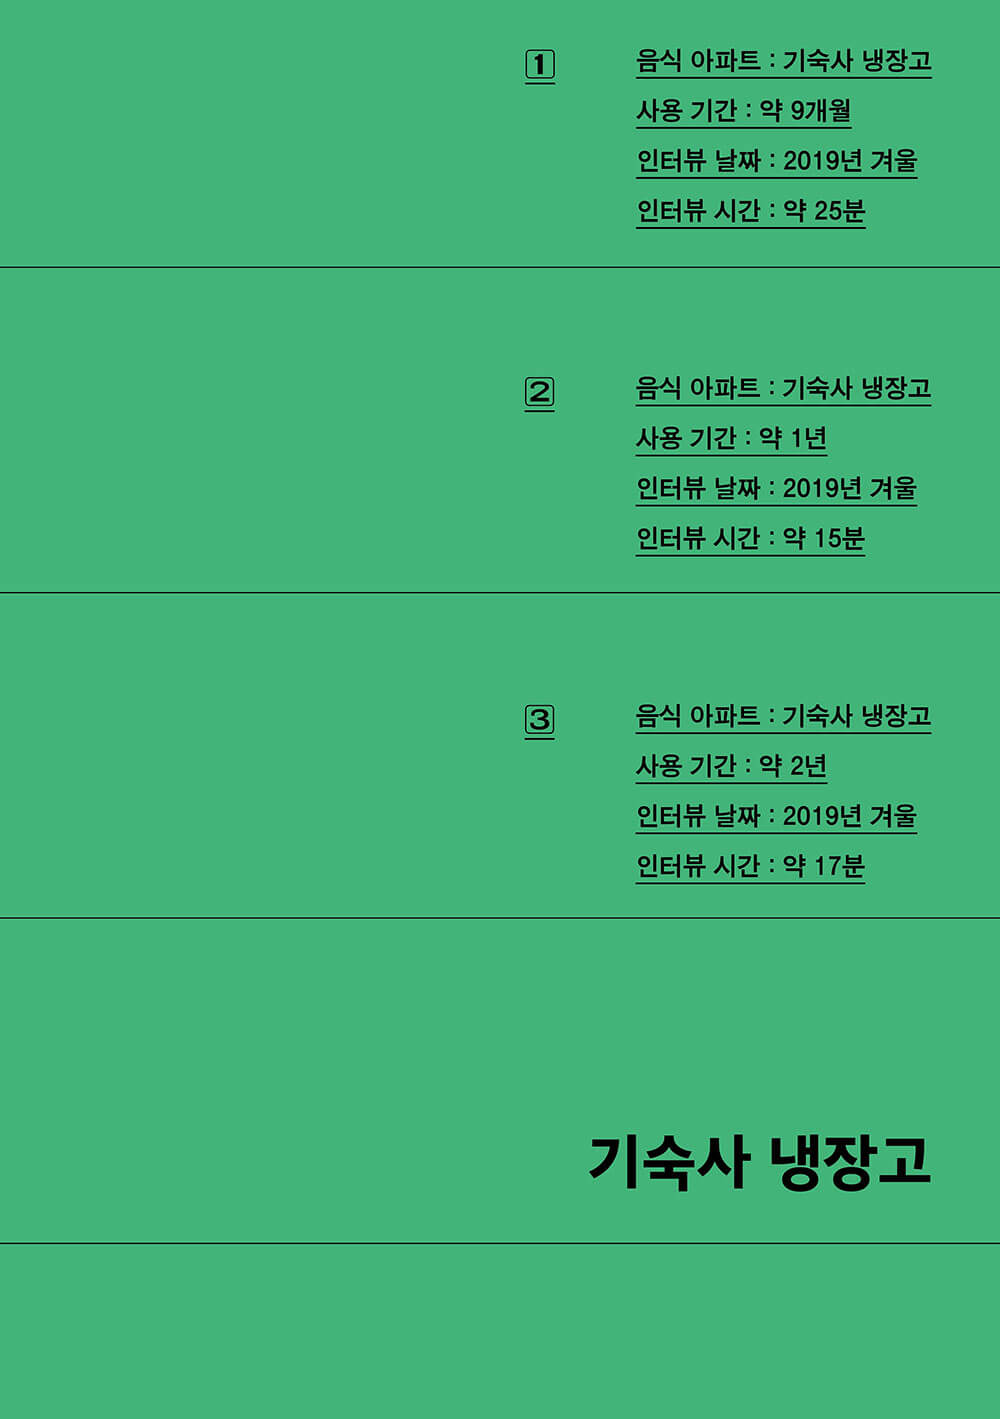 1
음식 아파트 : 기숙사 냉장고
사용 기간 : 약 9개월
인터뷰 날짜 : 2019년 겨울
인터뷰 시간 : 약 25분
2
음식 아파트 : 기숙사 냉장고
사용 기간 : 약 1년
인터뷰 날짜 : 2019년 겨울
인터뷰 시간 : 약 15분
3
음식 아파트 : 기숙사 냉장고
사용 기간 : 약 2년
인터뷰 날짜 : 2019년 겨울
인터뷰 시간 : 약 17분
기숙사 냉장고